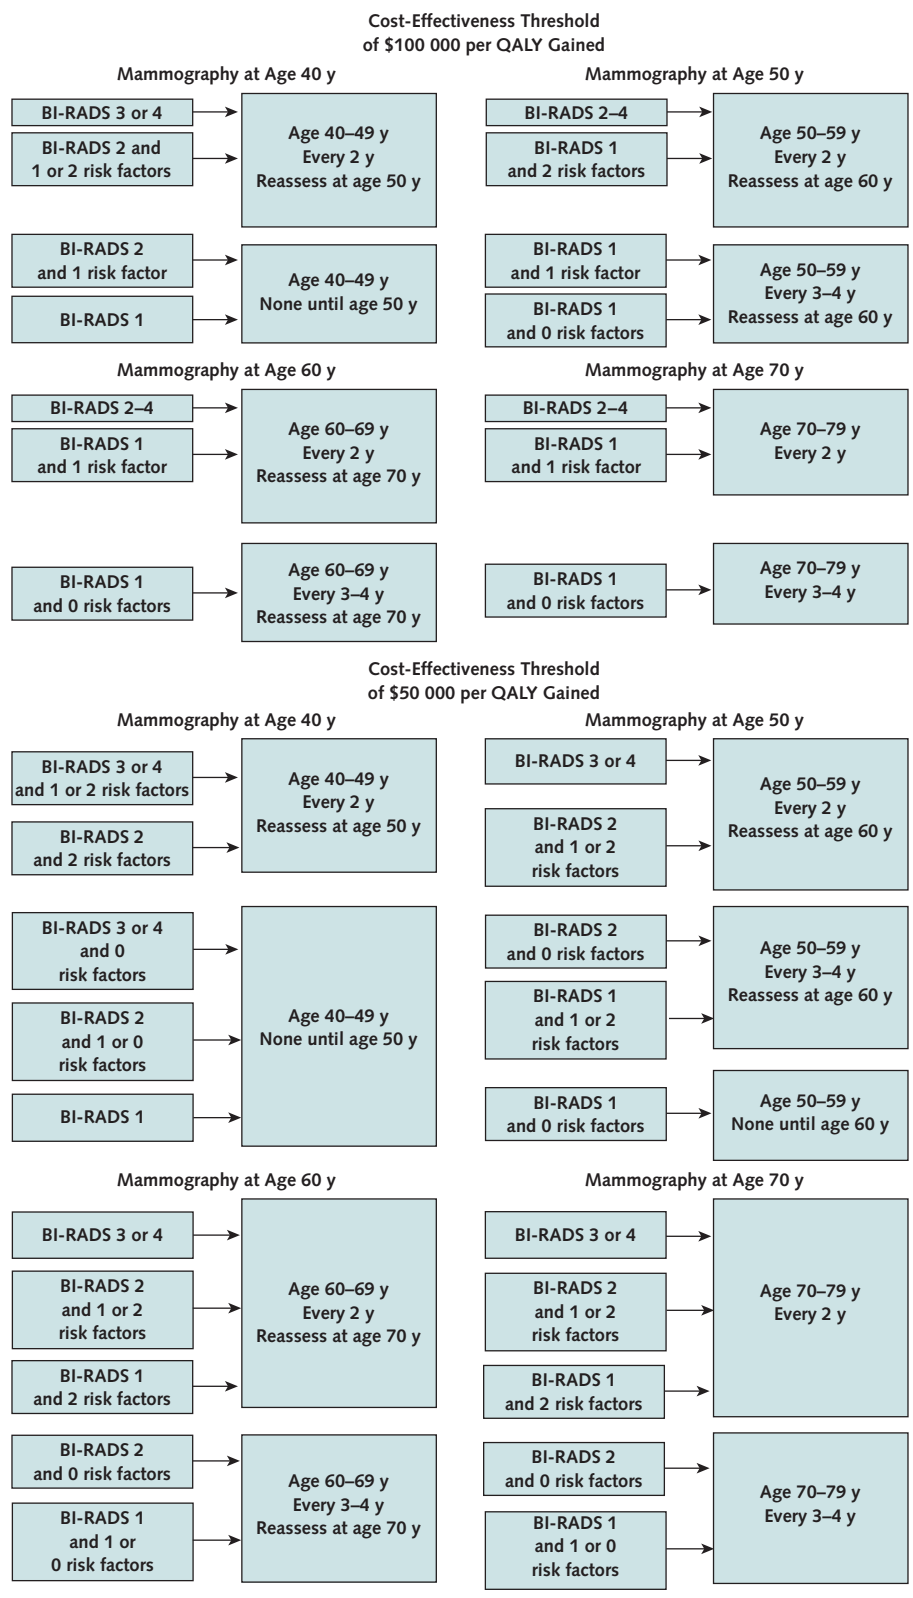 Cost-Effectiveness Threshold
of $100 000 per QALY Gained
Mammography at Age 40 y
BI-RADS 3 or 4
BI-RADS 2 and
1 or 2 risk factors
Age 40–49 y
Every 2 y
Reassess at age 50 y
BI-RADS 2
and 1 risk factor
BI-RADS 1
Age 40–49 y
None until age 50 y
Mammography at Age 50 y
BI-RADS 2–4
BI-RADS 1
and 2 risk factors
Age 50–59 y
Every 2 y
Reassess at age 60 y
BI-RADS 1
and 1 risk factor
BI-RADS 1
and 0 risk factors
Age 50–59 y
Every 3–4 y
Reassess at age 60 y
Mammography at Age 60 y
BI-RADS 2–4
BI-RADS 1
and 1 risk factor
Age 60–69 y
Every 2 y
Reassess at age 70 y
BI-RADS 1
and 0 risk factors
Age 60–69 y
Every 3–4 y
Reassess at age 70 y
Mammography at Age 70 y
BI-RADS 2–4
BI-RADS 1
and 1 risk factor
Age 70–79 y
Every 2 y
BI-RADS 1
and 0 risk factors
Age 70–79 y
Every 3–4 y
Cost-Effectiveness Threshold
of $50 000 per QALY Gained
Mammography at Age 40 y
BI-RADS 3 or 4
and 1 or 2 risk factors
BI-RADS 2
and 2 risk factors
Age 40–49 y
Every 2 y
Reassess at age 50 y
BI-RADS 3 or 4
and 0
risk factors
BI-RADS 2
and 1 or 0
risk factors
BI-RADS 1
Age 40–49 y
None until age 50 y
Mammography at Age 50 y
BI-RADS 3 or 4
BI-RADS 2
and 1 or 2
risk factors
Age 50–59 y
Every 2 y
Reassess at age 60 y
BI-RADS 2
and 0 risk factors
BI-RADS 1
and 1 or 2
risk factors
Age 50–59 y
Every 3–4 y
Reassess at age 60 y
BI-RADS 1
and 0 risk factors
Age 50–59 y
None until age 60 y
Mammography at Age 60 y
BI-RADS 3 or 4
BI-RADS 2
and 1 or 2
risk factors
BI-RADS 1
and 2 risk factors
Age 60–69 y
Every 2 y
Reassess at age 70 y
BI-RADS 2
and 0 risk factors
BI-RADS 1
and 1 or
0 risk factors
Age 60–69 y
Every 3–4 y
Reassess at age 70 y
Mammography at Age 70 y
BI-RADS 3 or 4
BI-RADS 2
and 1 or 2
risk factors
BI-RADS 1
and 2 risk factors
Age 70–79 y
Every 2 y
BI-RADS 2
and 0 risk factors
BI-RADS 1
and 1 or 0
risk factors
Age 70–79 y
Every 3–4 y